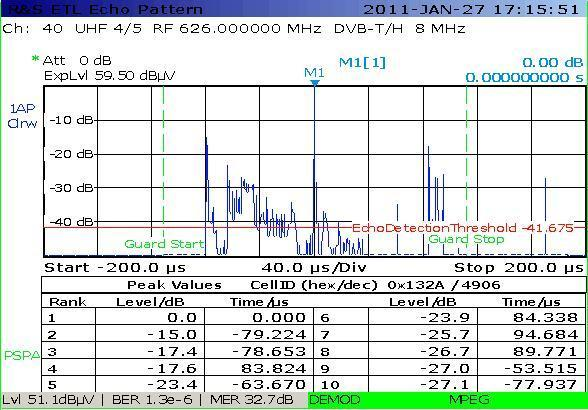 R&S ETL Echo Pattern 2011-JAN-27 17:15:51
Ch: 40 UHF 4/5 RF 626.000000 MHz DVB-T/H 8 MHz
* Att 0 dB
ExpLvl 59.50 dBµV
M1[1] 0.00 dB
0.000000000 s
M1
1AP
Clrw
-10 dB
-20 dB
-30 dB
-40 dB
EchoDetectionThreshold -41.675
Guard Start Guard Stop
Start -200.0 µs 40.0 µs/Div Stop 200.0 µs
Peak Values CellID (hex/dec) 0x132A /4906
Rank Level/dB Time/µs Level/dB Time/µs
1 0.0 0.000 6 -23.9 84.338
2 -15.0 -79.224 7 -25.7 94.684
3 -17.4 -78.653 8 -26.7 89.771
4 -17.6 83.824 9 -27.0 -53.515
5 -23.4 -63.670 10 -27.1 -77.937
PSPA
Lvl 51.1dBµV | BER 1.3e-6 | MER 32.7dB DEMOD MPEG